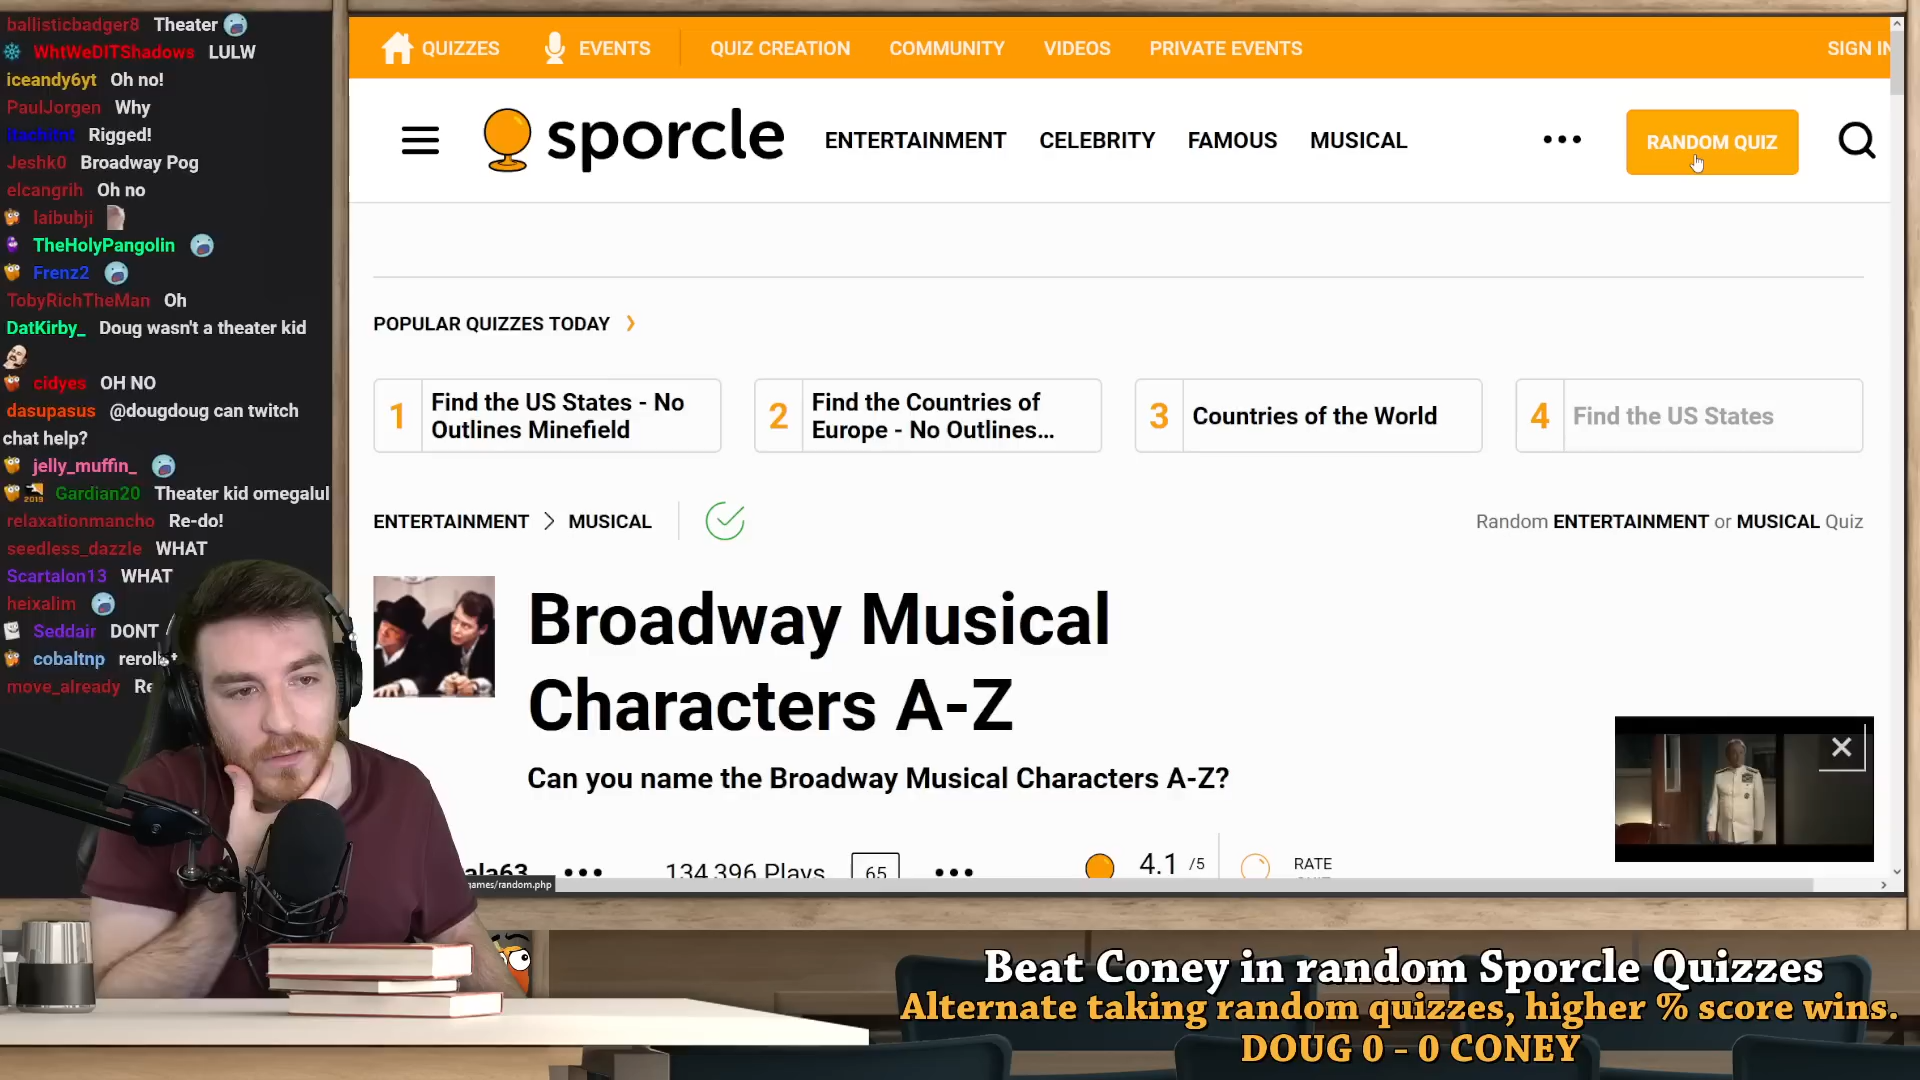 ballisticbadger8 Theater
WhtWeDITShadows LULW
iceandy6yt Oh no!
PaulJorgen Why
Rigged!
Jeshk0 Broadway Pog
elcangrih Oh no
laibubji
TheHolyPangolin
Frenz2
TobyRichTheMan Oh
DatKirby_ Doug wasn't a theater kid
cidyes OH NO
dasupasus @dougdoug can twitch
chat help?
jelly_muffin_
Gardian20 Theater kid omegalul
2019
relaxationmancho Re-do!
seedless_dazzle WHAT
Scartalon13 WHAT
heixalim
Seddair DONT
cobaltnp
move_already
QUIZZES EVENTS QUIZ CREATION COMMUNITY VIDEOS PRIVATE EVENTS SIGN IN
sporcle ENTERTAINMENT CELEBRITY FAMOUS MUSICAL ••• RANDOM QUIZ
POPULAR QUIZZES TODAY
1 Find the US States - No
Outlines Minefield
2 Find the Countries of
Europe - No Outlines...
3 Countries of the World
4 Find the US States
ENTERTAINMENT > MUSICAL
Random ENTERTAINMENT or MUSICAL Quiz
Broadway Musical
Characters A-Z
Can you name the Broadway Musical Characters A-Z?
134,396 Plays 65 ••• 4.1 /5 RATE
games/random.php
Beat Coney in random Sporcle Quizzes
Alternate taking random quizzes, higher % score wins.
DOUG 0 - 0 CONEY